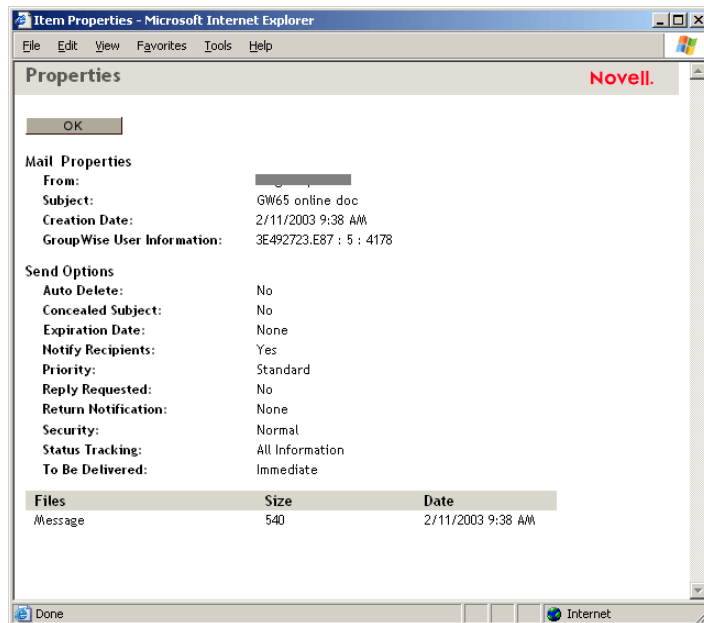 Item Properties - Microsoft Internet Explorer
File Edit View Favorites Tools Help
Properties Novell.
OK
Mail Properties
From:
Subject: GW65 online doc
Creation Date: 2/11/2003 9:38 AM
GroupWise User Information: 3E492723.E87 : 5 : 4178
Send Options
Auto Delete: No
Concealed Subject: No
Expiration Date: None
Notify Recipients: Yes
Priority: Standard
Reply Requested: No
Return Notification: None
Security: Normal
Status Tracking: All Information
To Be Delivered: Immediate
Files Size Date
Message 540 2/11/2003 9:38 AM
Done Internet